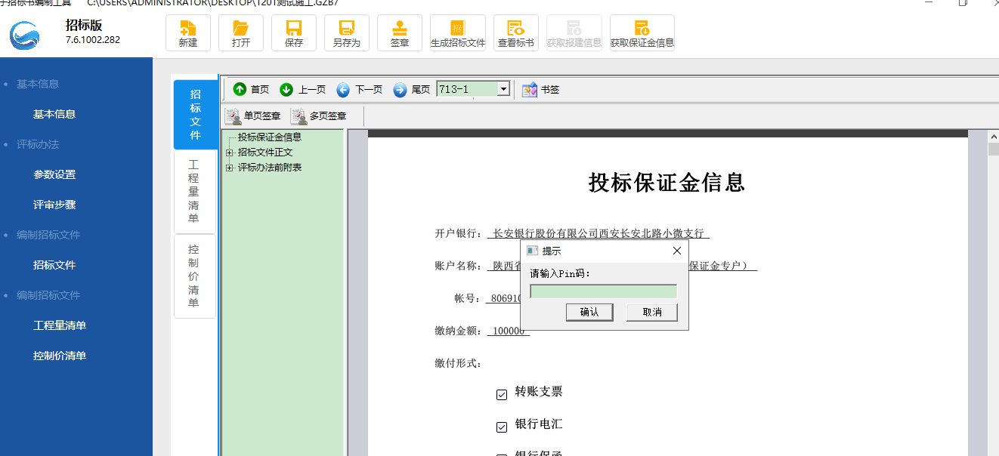 子招标书编制工具 C:\USERS\ADMINISTRATOR\DESKTOP\1201测试施工.GZB7
招标版
7.6.1002.282
新建
打开
保存
另存为
签章
生成招标文件
查看标书
获取报建信息
获取保证金信息
基本信息
基本信息
评标办法
参数设置
评审步骤
编制招标文件
招标文件
编制招标文件
工程量清单
控制价清单
招标文件
工程量清单
控制价清单
首页 上一页 下一页 尾页 713-1 书签
单页签章 多页签章
投标保证金信息
招标文件正文
评标办法前附表
投标保证金信息
开户银行： 长安银行股份有限公司西安长安北路小微支行
账户名称： 陕西省 保证金专户）
帐号： 80691
缴纳金额： 100000
缴付形式：
转账支票
银行电汇
银行保函
提示
请输入Pin码：
确认 取消